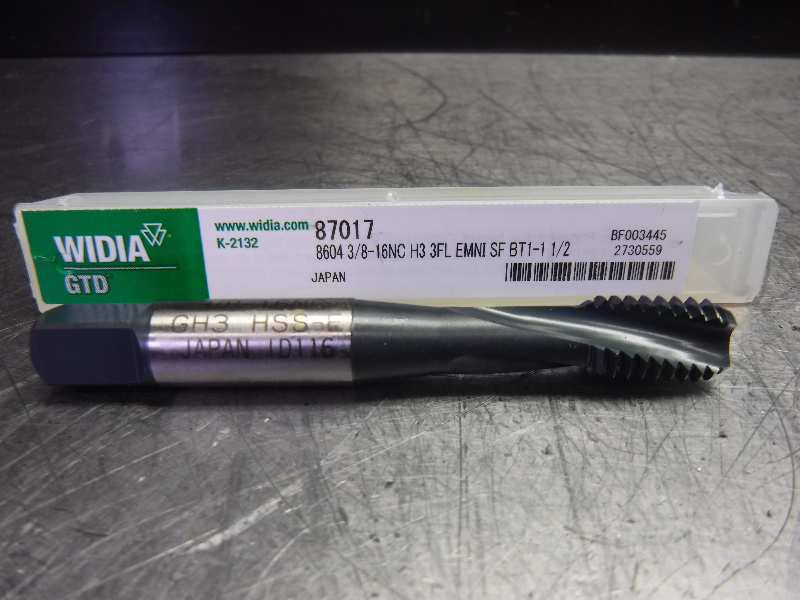 WIDIA
GTD
www.widia.com
K-2132
87017
8604 3/8-16NC H3 3FL EMNI SF BT1-1 1/2
JAPAN
BF003445
2730559
GH3 HSS-E
JAPAN ID116